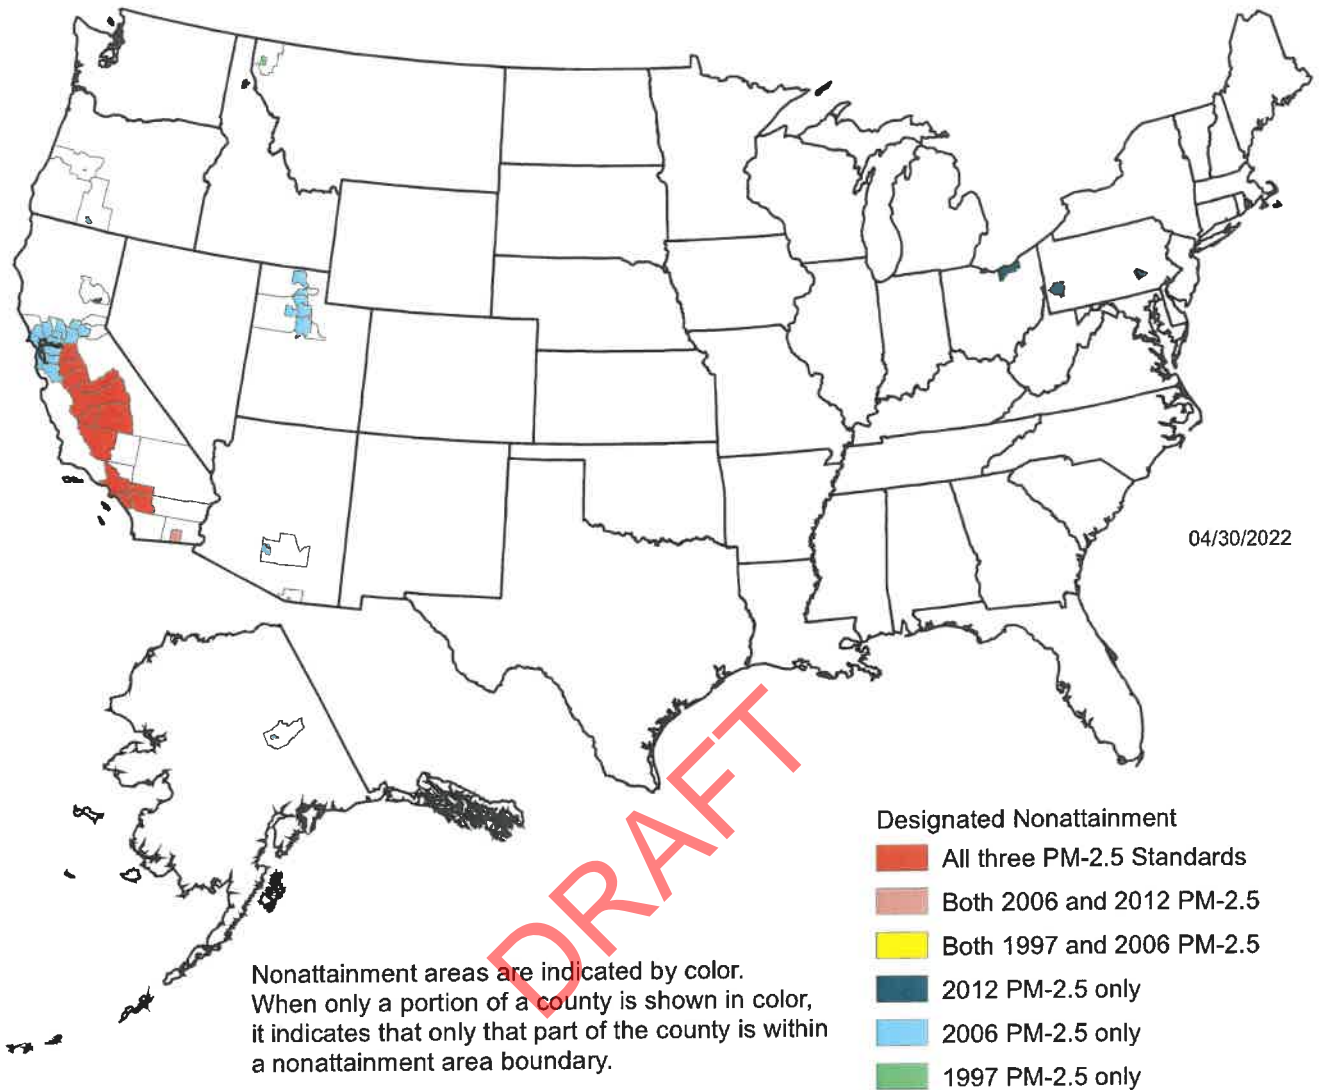 04/30/2022
DRAFT
Nonattainment areas are indicated by color.
When only a portion of a county is shown in color,
it indicates that only that part of the county is within
a nonattainment area boundary.
Designated Nonattainment
All three PM-2.5 Standards
Both 2006 and 2012 PM-2.5
Both 1997 and 2006 PM-2.5
2012 PM-2.5 only
2006 PM-2.5 only
1997 PM-2.5 only